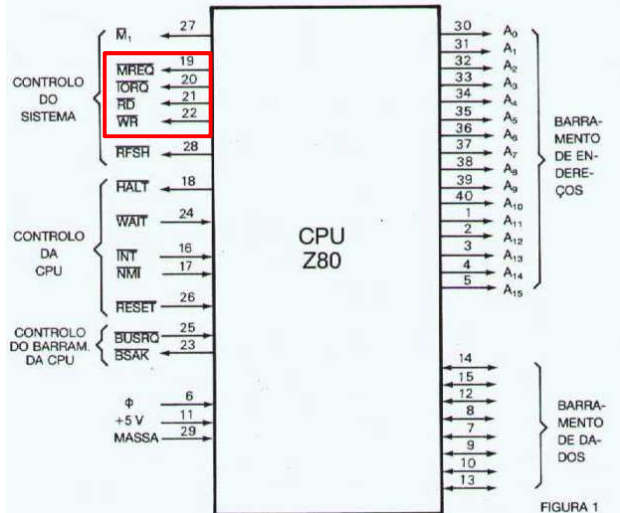 CONTROLO
DO
SISTEMA
M₁ 27
MREQ 19
IORQ 20
RD 21
WR 22
RFSH 28
CONTROLO
DA
CPU
HALT 18
WAIT 24
INT 16
NMI 17
RESET 26
CONTROLO
DO BARRAM.
DA CPU
BUSRQ 25
BSAK 23
φ 6
+5 V 11
MASSA 29
CPU
Z80
30 A₀
31 A₁
32 A₂
33 A₃
34 A₄
35 A₅
36 A₆
37 A₇
38 A₈
39 A₉
40 A₁₀
1 A₁₁
2 A₁₂
3 A₁₃
4 A₁₄
5 A₁₅
BARRA-
MENTO
DE EN-
DERE-
ÇOS
14
15
12
8
7
9
10
13
BARRA-
MENTO
DE DA-
DOS
FIGURA 1